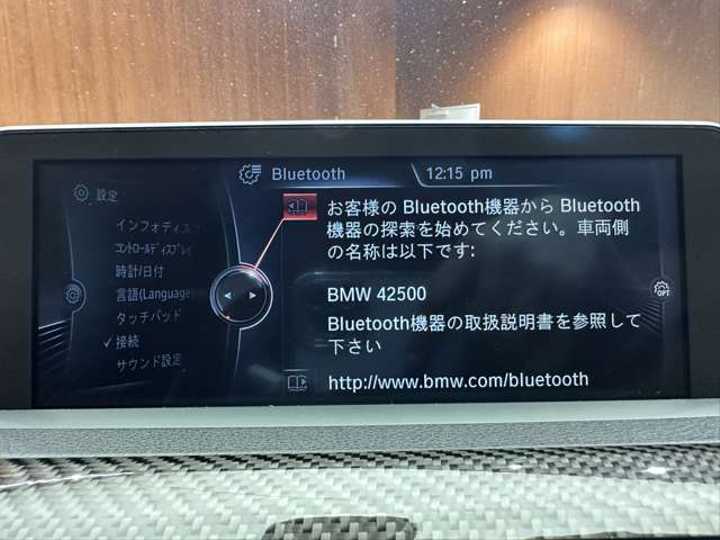 Bluetooth
12:15 pm
設定
インフォディス
コントロールディスプレイ
時計/日付
言語(Language
タッチパッド
✓接続
サウンド設定
お客様の Bluetooth機器から Bluetooth
機器の探索を始めてください。車両側
の名称は以下です:
BMW 42500
Bluetooth機器の取扱説明書を参照して
下さい
http://www.bmw.com/bluetooth
OPT